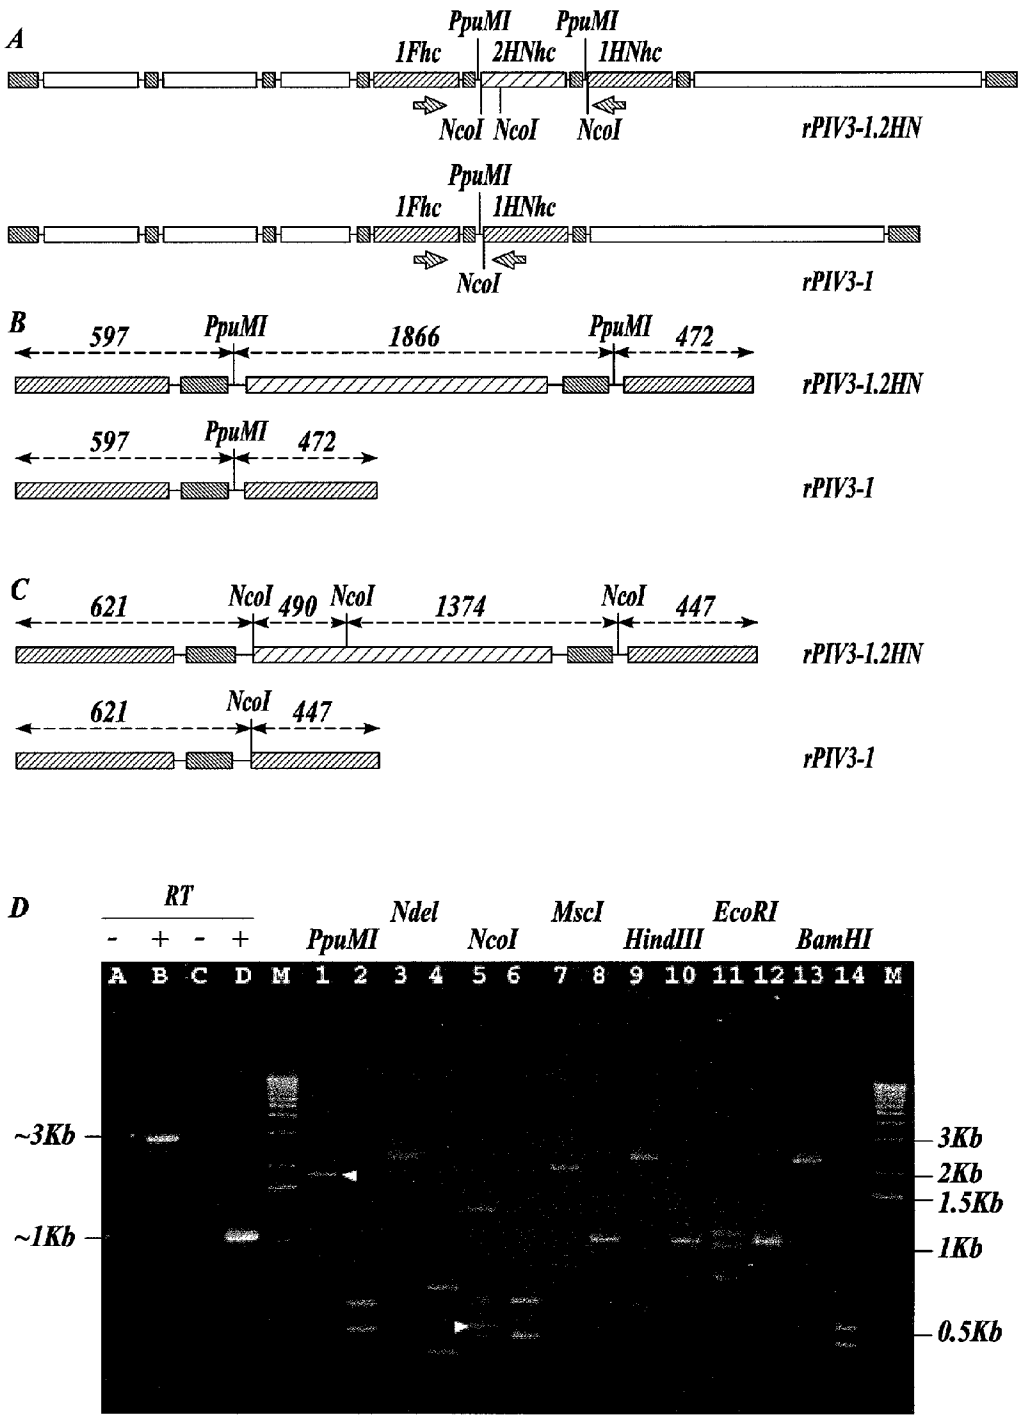 A
PpuMI PpuMI
1Fhc 2HNhc 1HNhc
NcoI NcoI NcoI
rPIV3-1.2HN
PpuMI
1Fhc 1HNhc
NcoI
rPIV3-1
B
597 PpuMI 1866 PpuMI 472
rPIV3-1.2HN
597 PpuMI 472
rPIV3-1
C
621 NcoI 490 NcoI 1374 NcoI 447
rPIV3-1.2HN
621 NcoI 447
rPIV3-1
D
RT
NdeI MscI EcoRI
- + - + PpuMI NcoI HindIII BamHI
A B C D M 1 2 3 4 5 6 7 8 9 10 11 12 13 14 M
~3Kb 3Kb
2Kb
1.5Kb
~1Kb 1Kb
0.5Kb